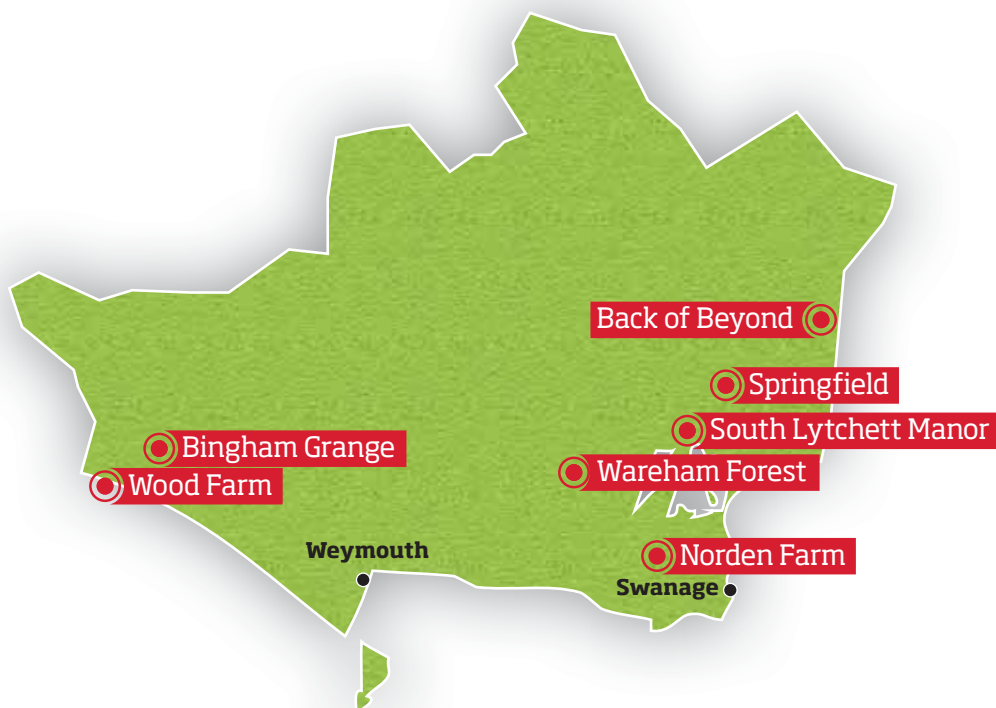 Back of Beyond
Springfield
South Lytchett Manor
Bingham Grange
Wareham Forest
Wood Farm
Weymouth
Norden Farm
Swanage